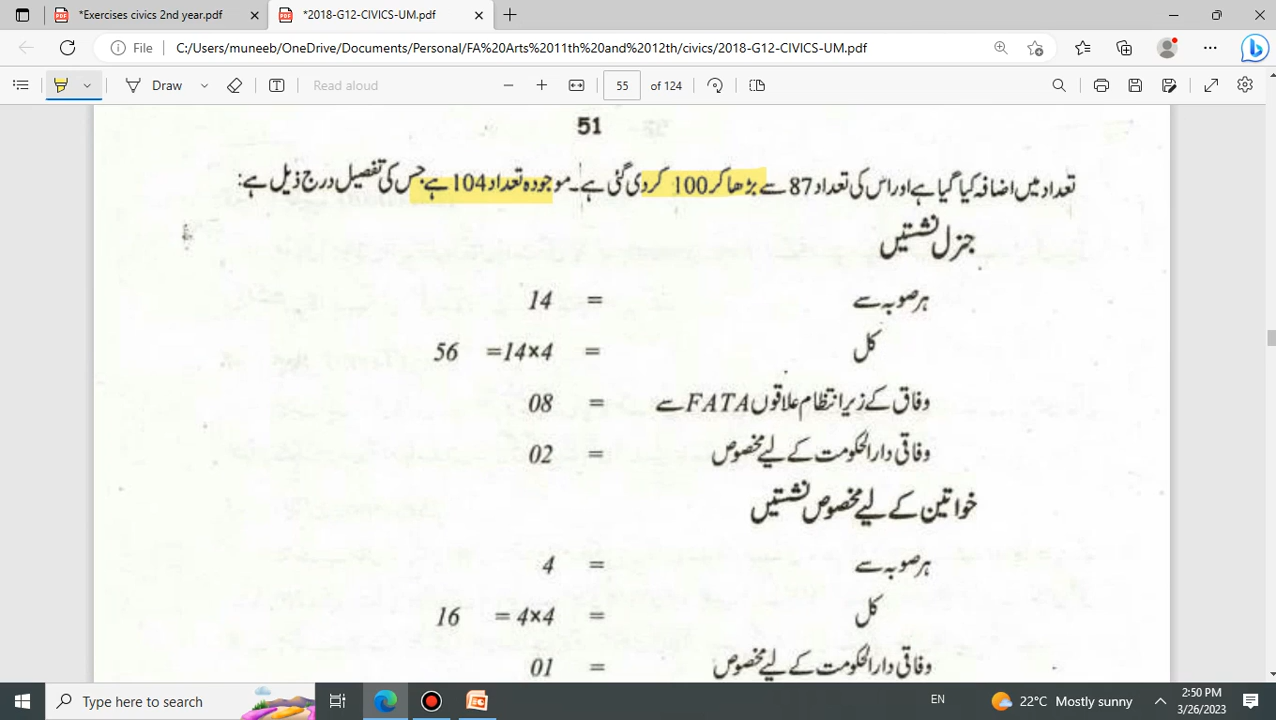 *Exercises civics 2nd year.pdf
*2018-G12-CIVICS-UM.pdf
File
C:/Users/muneeb/OneDrive/Documents/Personal/FA%20Arts%2011th%20and%2012th/civics/2018-G12-CIVICS-UM.pdf
Draw
Read aloud
55 of 124
51
تعداد میں اضافہ کیا گیا ہے اور اس کی تعداد 87 سے بڑھا کر 100 کر دی گئی ہے۔ موجودہ تعداد 104 ہے جس کی تفصیل درج ذیل ہے:
جنرل نشستیں
ہر صوبہ سے = 14
کل = 14×4= 56
وفاق کے زیر انتظام علاقوں FATA سے = 08
وفاقی دارالحکومت کے لیے مخصوص = 02
خواتین کے لیے مخصوص نشستیں
ہر صوبہ سے = 4
کل = 4×4 = 16
وفاقی دارالحکومت کے لیے مخصوص = 01
Type here to search
22°C Mostly sunny
EN
2:50 PM
3/26/2023